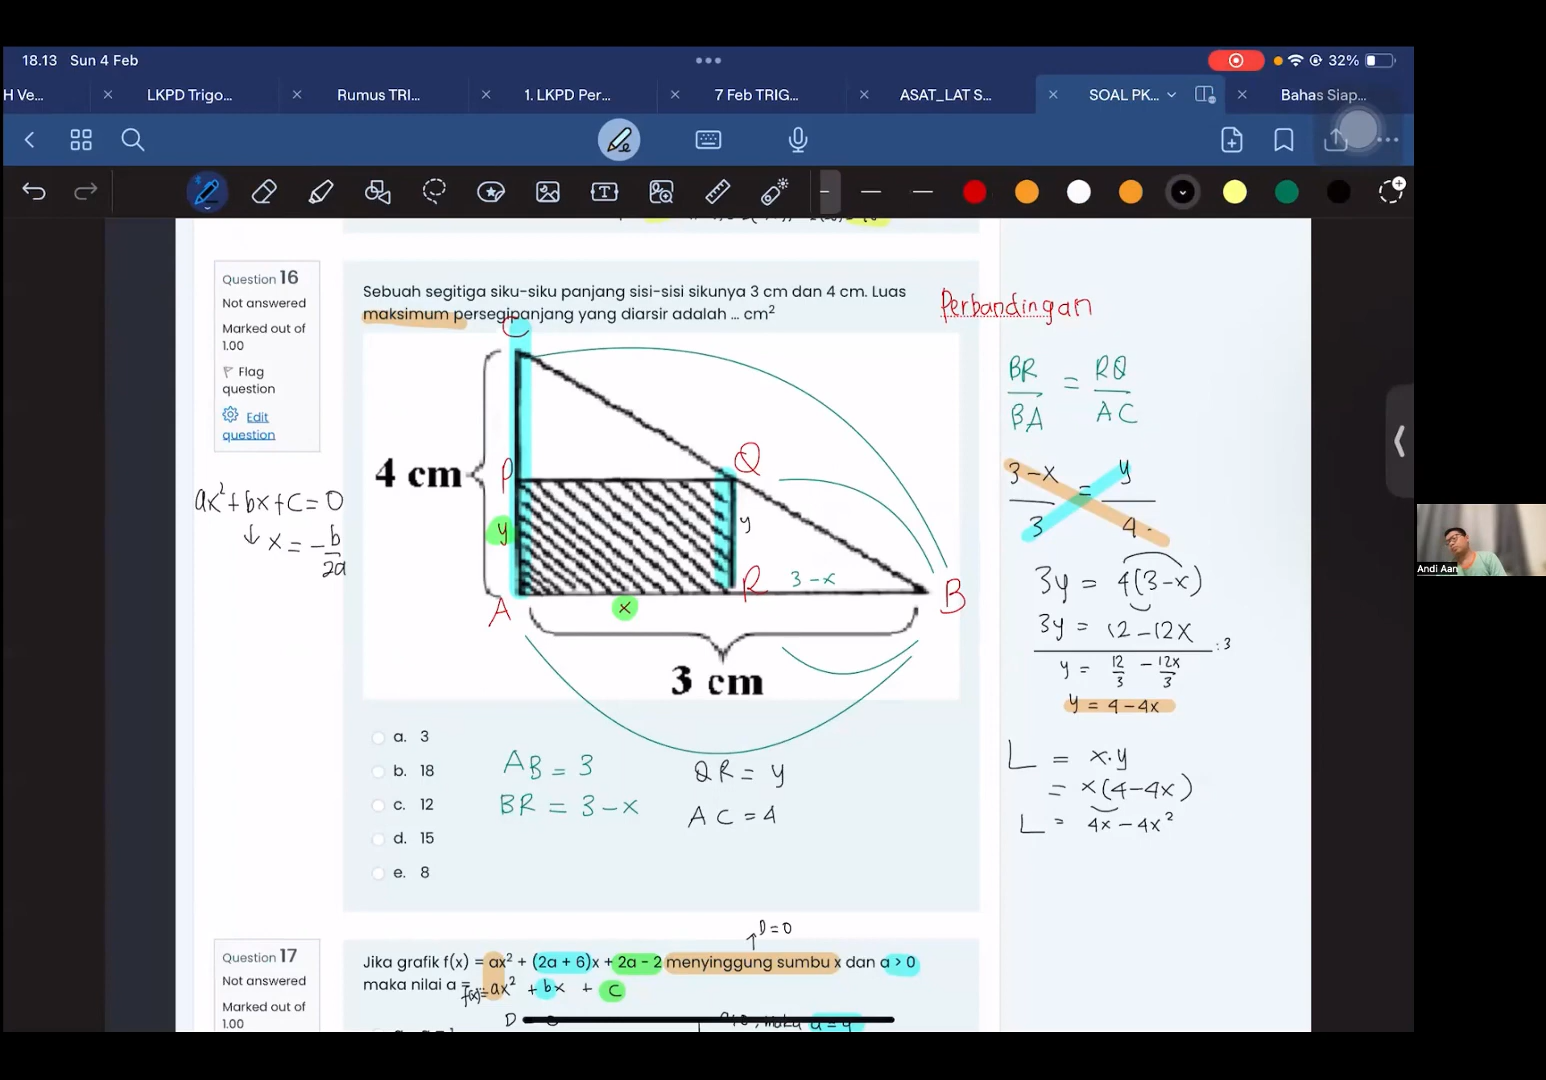 18.13 Sun 4 Feb
32%
H Ve...
LKPD Trigo...
Rumus TRI...
1. LKPD Per...
7 Feb TRIG...
ASAT_LAT S...
SOAL PK...
Bahas Siap...
Question 16
Not answered
Marked out of
1.00
Flag
question
Edit
question
Sebuah segitiga siku-siku panjang sisi-sisi sikunya 3 cm dan 4 cm. Luas
maksimum persegipanjang yang diarsir adalah ... cm²
C
P
Q
4 cm
y
y
A
x
R
3-x
B
3 cm
ax²+bx+c=0
↓ x = -b/2a
a. 3
b. 18
c. 12
d. 15
e. 8
AB = 3
BR = 3-x
QR = y
AC = 4
Perbandingan
BR/BA = RQ/AC
3-x/3 = y/4
3y = 4(3-x)
3y = 12-12x
:3
y = 12/3 - 12x/3
y = 4-4x
L = x.y
= x(4-4x)
L = 4x-4x²
Andi Aan
Question 17
Not answered
Marked out of
1.00
D=0
Jika grafik f(x) = ax² + (2a + 6)x + 2a - 2 menyinggung sumbu x dan a > 0
maka nilai a =
f(x)= ax² + bx + c
D